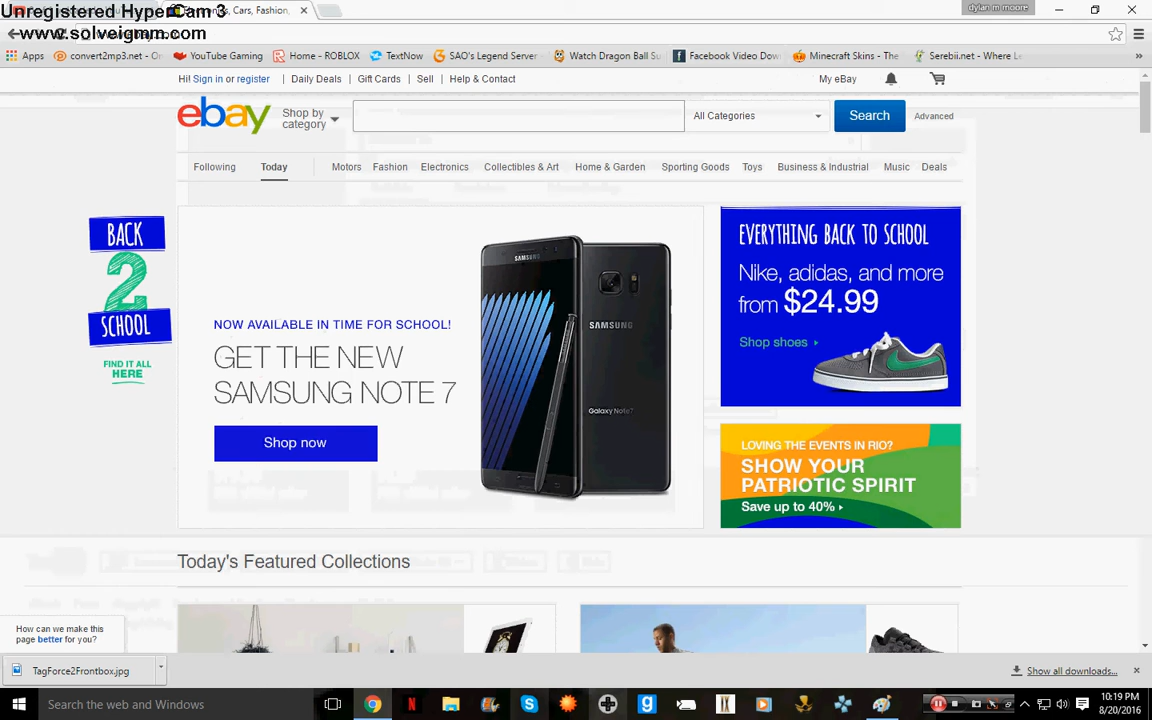 Unregistered HyperCam 3
www.solveigmm.com
Electronics, Cars, Fashion,
dylan m moore
Apps
convert2mp3.net - On
YouTube Gaming
Home - ROBLOX
TextNow
SAO's Legend Server
Watch Dragon Ball Su
Facebook Video Down
Minecraft Skins - The
Serebii.net - Where Le
Hi! Sign in or register
Daily Deals
Gift Cards
Sell
Help & Contact
My eBay
ebay
Shop by category
All Categories
Search
Advanced
Following
Today
Motors
Fashion
Electronics
Collectibles & Art
Home & Garden
Sporting Goods
Toys
Business & Industrial
Music
Deals
BACK
2
SCHOOL
FIND IT ALL
HERE
NOW AVAILABLE IN TIME FOR SCHOOL!
GET THE NEW
SAMSUNG NOTE 7
Shop now
SAMSUNG
SAMSUNG
Galaxy Note7
EVERYTHING BACK TO SCHOOL
Nike, adidas, and more
from $24.99
Shop shoes
LOVING THE EVENTS IN RIO?
SHOW YOUR
PATRIOTIC SPIRIT
Save up to 40%
Today's Featured Collections
How can we make this
page better for you?
TagForce2Frontbox.jpg
Show all downloads...
Search the web and Windows
10:19 PM
8/20/2016